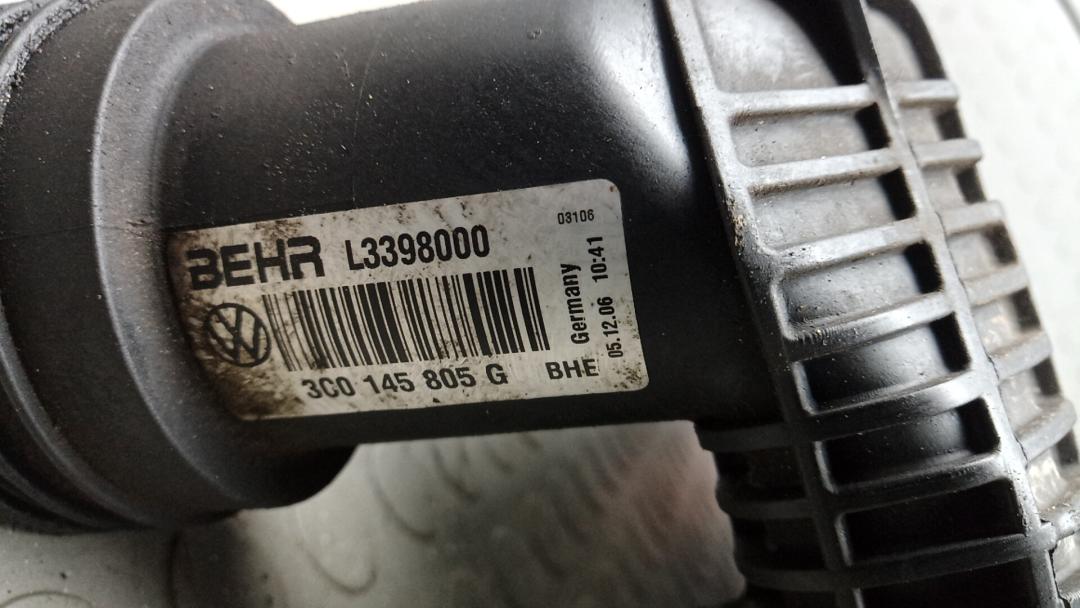 03106
BEHR L3398000
3C0 145 805 G BHE
Germany
05.12.06 10:41